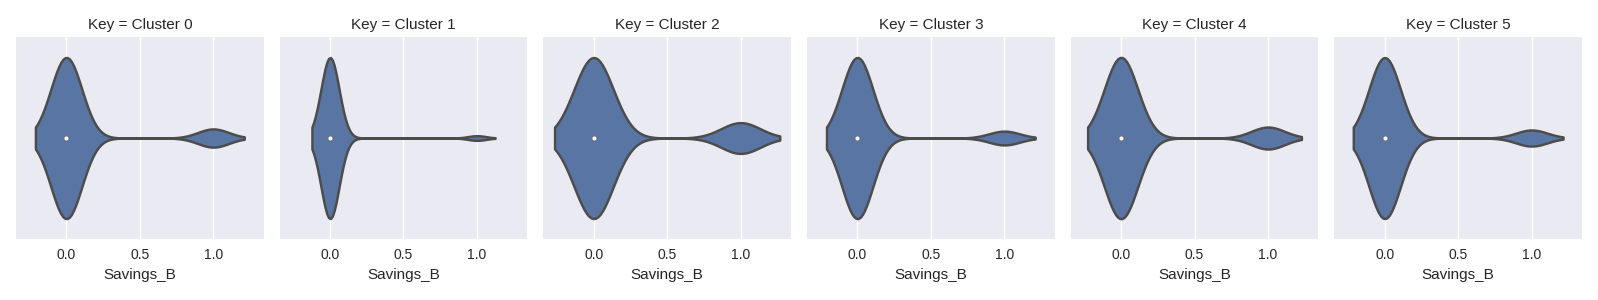 Key = Cluster 0 Key = Cluster 1 Key = Cluster 2 Key = Cluster 3 Key = Cluster 4 Key = Cluster 5
0.0 0.5 1.0 0.0 0.5 1.0 0.0 0.5 1.0 0.0 0.5 1.0 0.0 0.5 1.0 0.0 0.5 1.0
Savings_B Savings_B Savings_B Savings_B Savings_B Savings_B